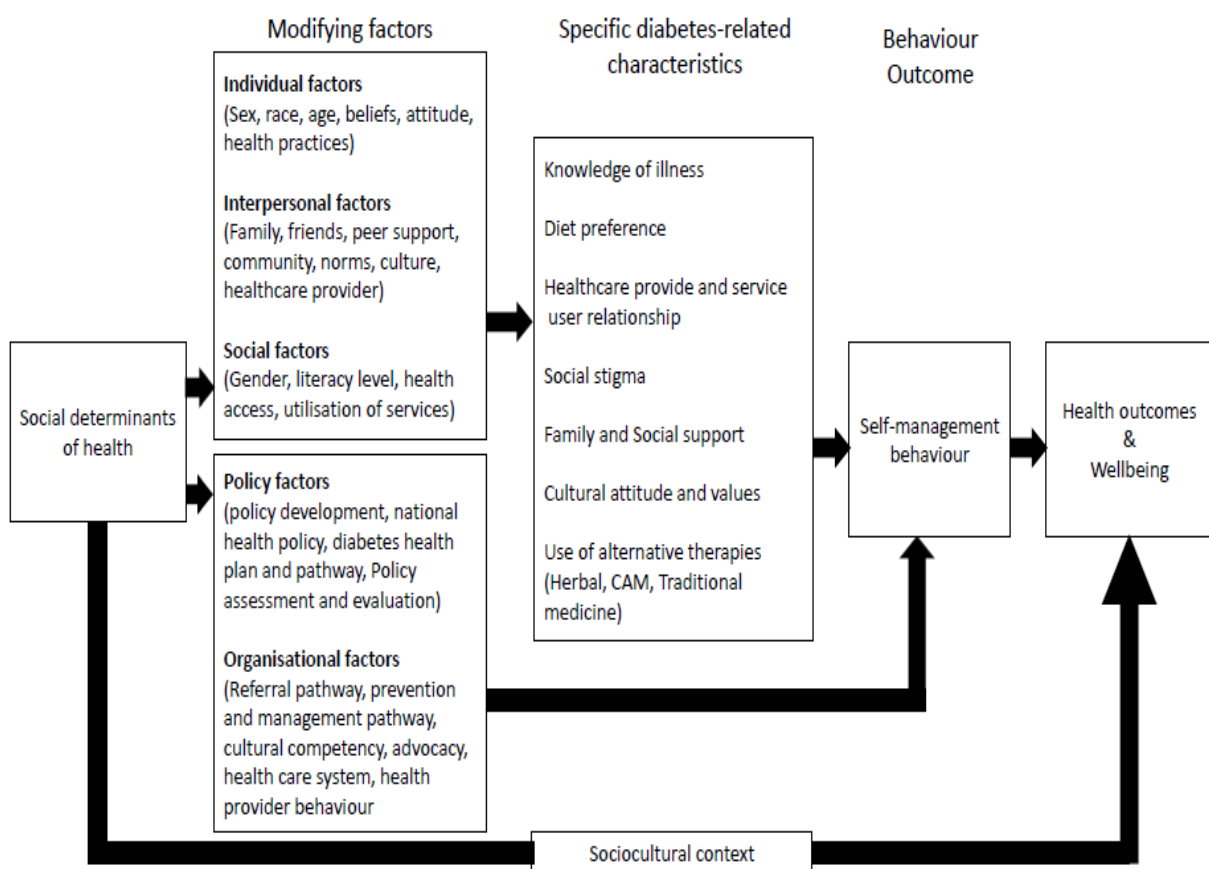 Modifying factors
Specific diabetes-related
characteristics
Behaviour
Outcome
Social determinants
of health
Individual factors
(Sex, race, age, beliefs, attitude,
health practices)
Interpersonal factors
(Family, friends, peer support,
community, norms, culture,
healthcare provider)
Social factors
(Gender, literacy level, health
access, utilisation of services)
Policy factors
(policy development, national
health policy, diabetes health
plan and pathway, Policy
assessment and evaluation)
Organisational factors
(Referral pathway, prevention
and management pathway,
cultural competency, advocacy,
health care system, health
provider behaviour
Knowledge of illness
Diet preference
Healthcare provide and service
user relationship
Social stigma
Family and Social support
Cultural attitude and values
Use of alternative therapies
(Herbal, CAM, Traditional
medicine)
Self-management
behaviour
Health outcomes
&
Wellbeing
Sociocultural context